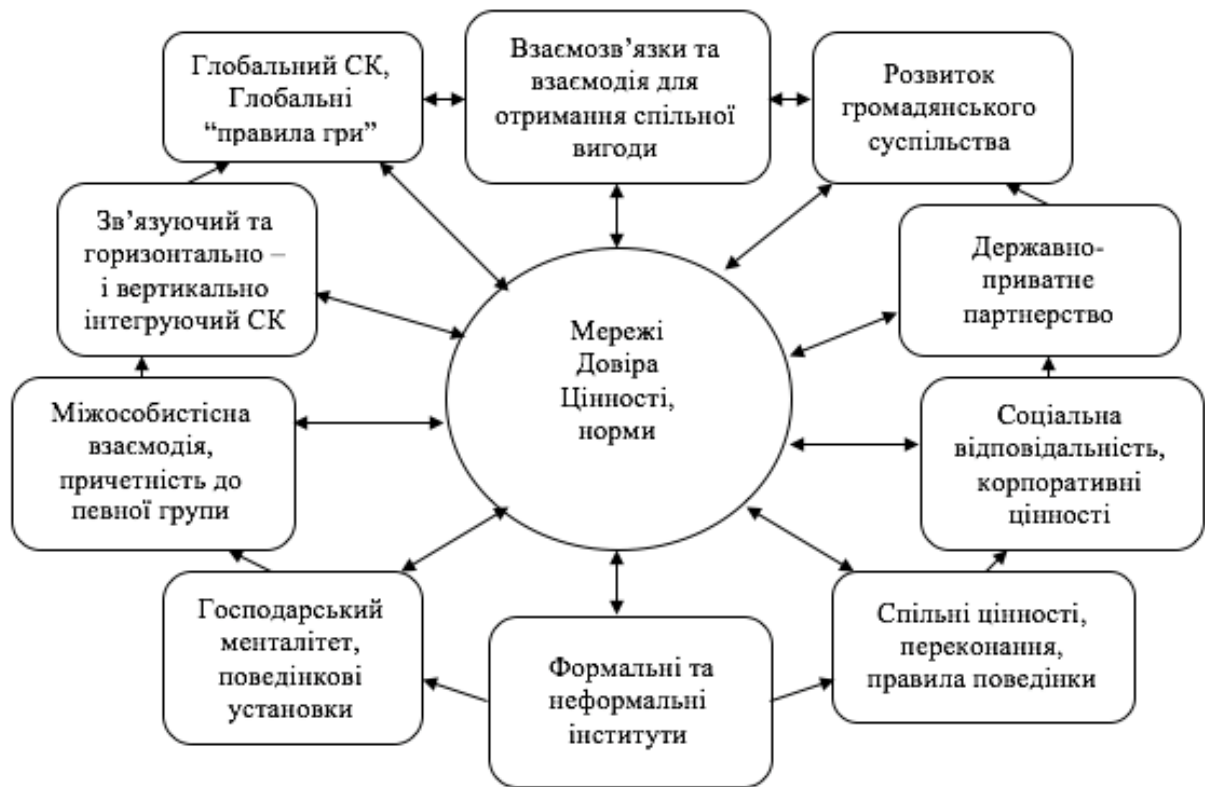 Глобальний СК,
Глобальні
“правила гри”
Взаємозв’язки та
взаємодія для
отримання спільної
вигоди
Розвиток
громадянського
суспільства
Зв’язуючий та
горизонтально –
і вертикально
інтегруючий СК
Державно-
приватне
партнерство
Мережі
Довіра
Цінності,
норми
Міжособистісна
взаємодія,
причетність до
певної групи
Соціальна
відповідальність,
корпоративні
цінності
Господарський
менталітет,
поведінкові
установки
Формальні та
неформальні
інститути
Спільні цінності,
переконання,
правила поведінки